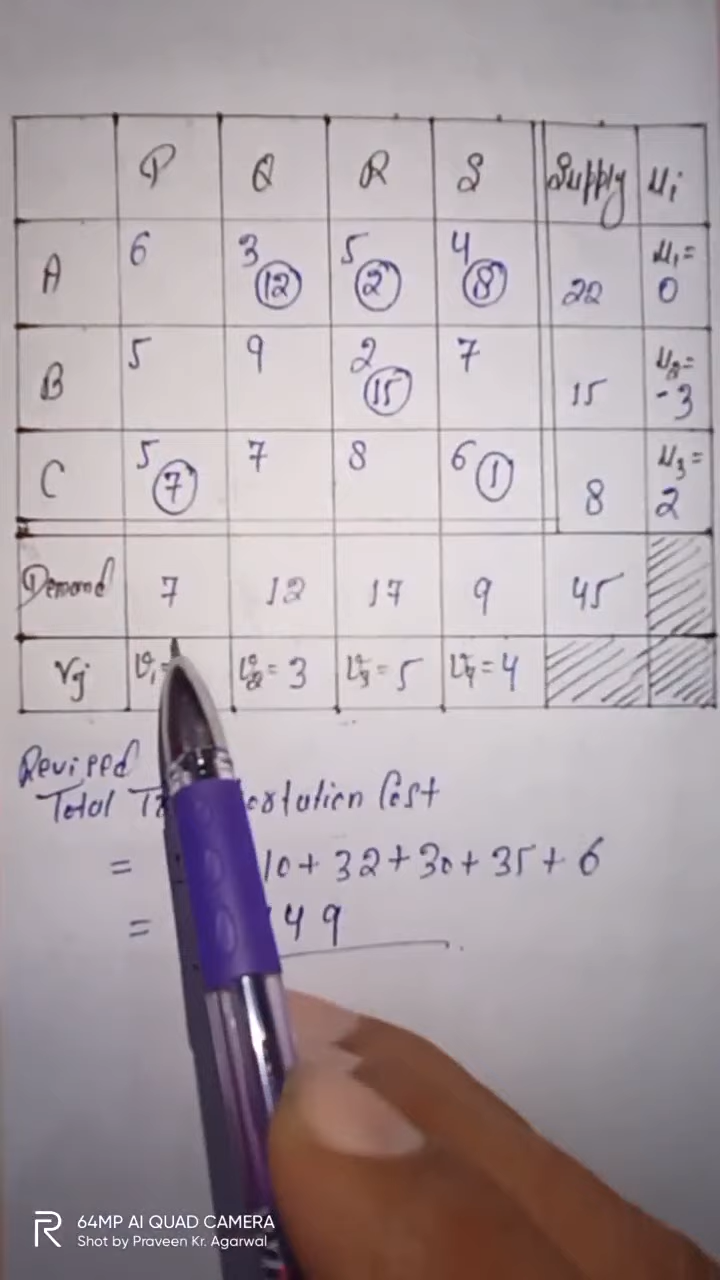 P Q R S Supply ui
A 6 3 12 5 2 4 8 22 u1= 0
B 5 9 2 15 7 15 u2= -3
C 5 7 7 8 6 1 8 u3= 2
Demand 7 12 17 9 45
Vj v1= v2= 3 v3= 5 v4= 4
Revised
Total Cost
= 10+ 32+30+35+ 6
= 49
64MP AI QUAD CAMERA
Shot by Praveen Kr. Agarwal